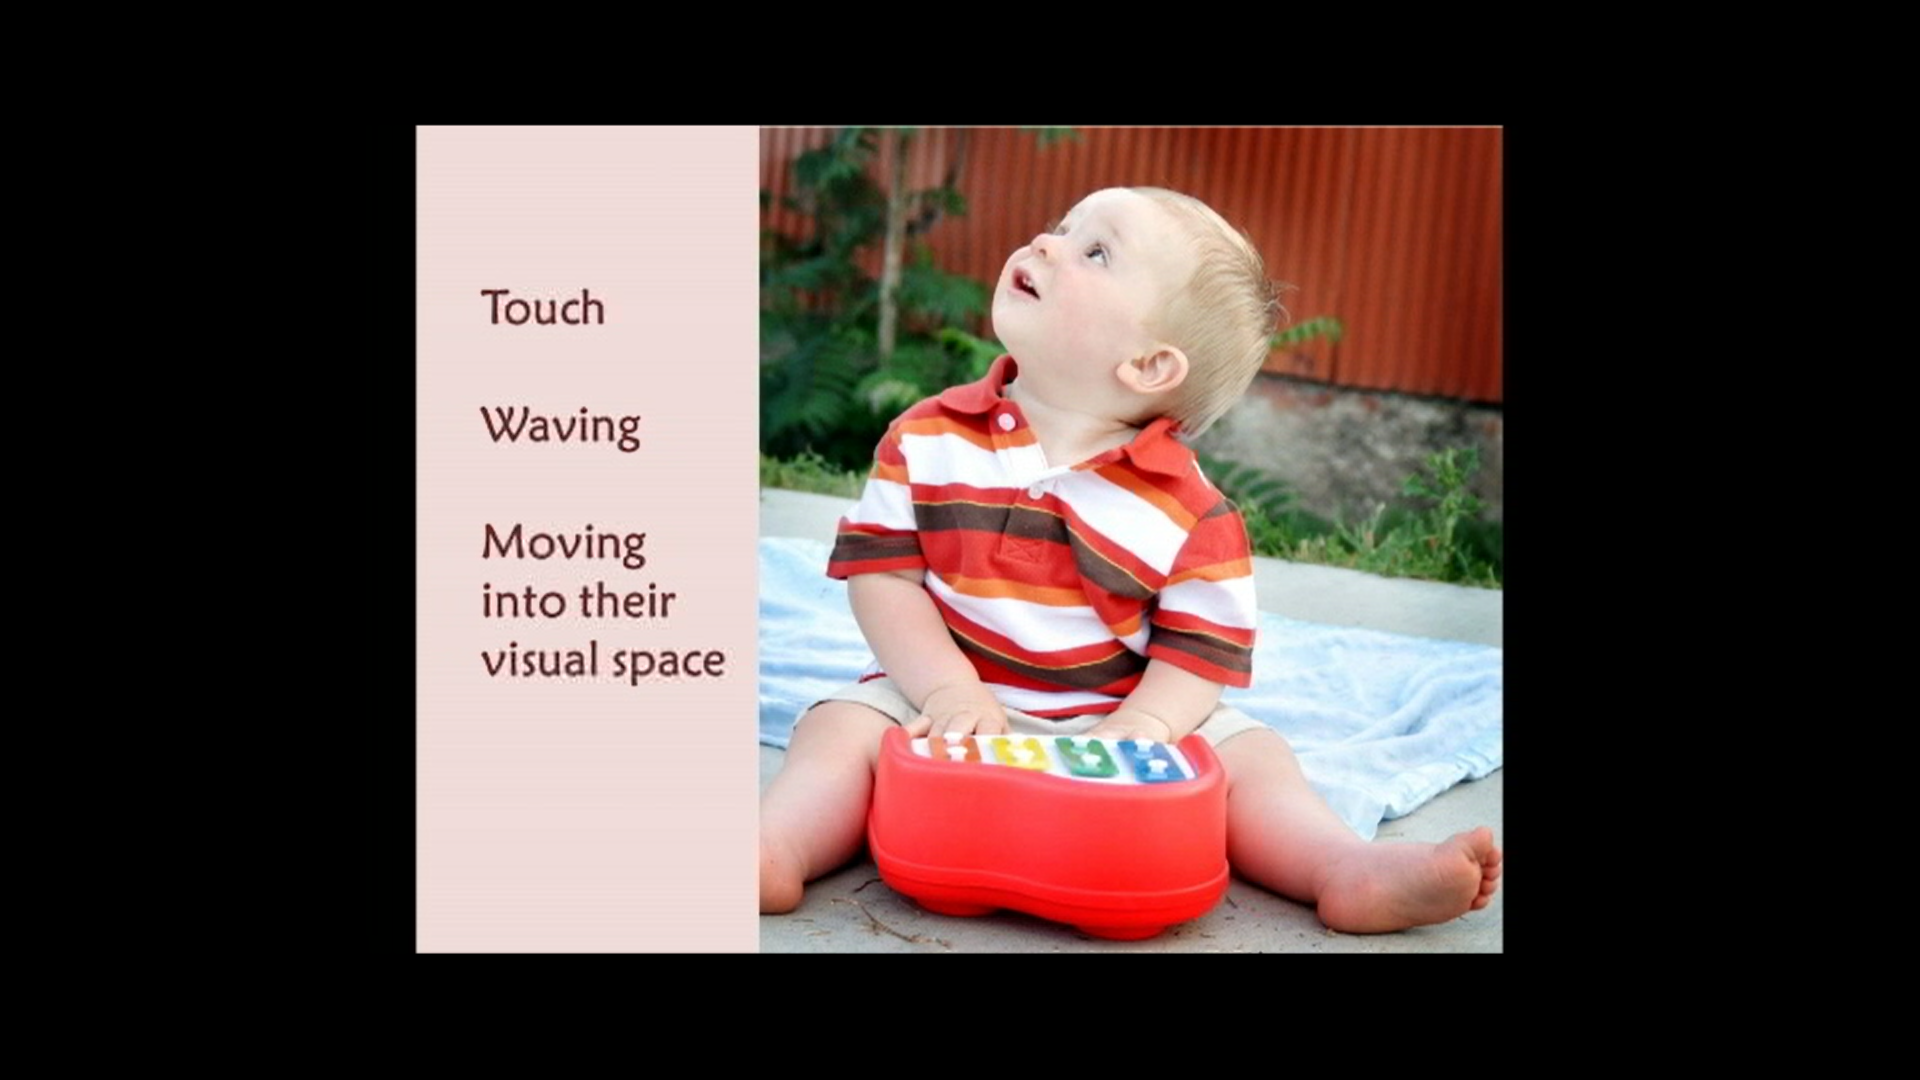 Touch
Waving
Moving
into their
visual space